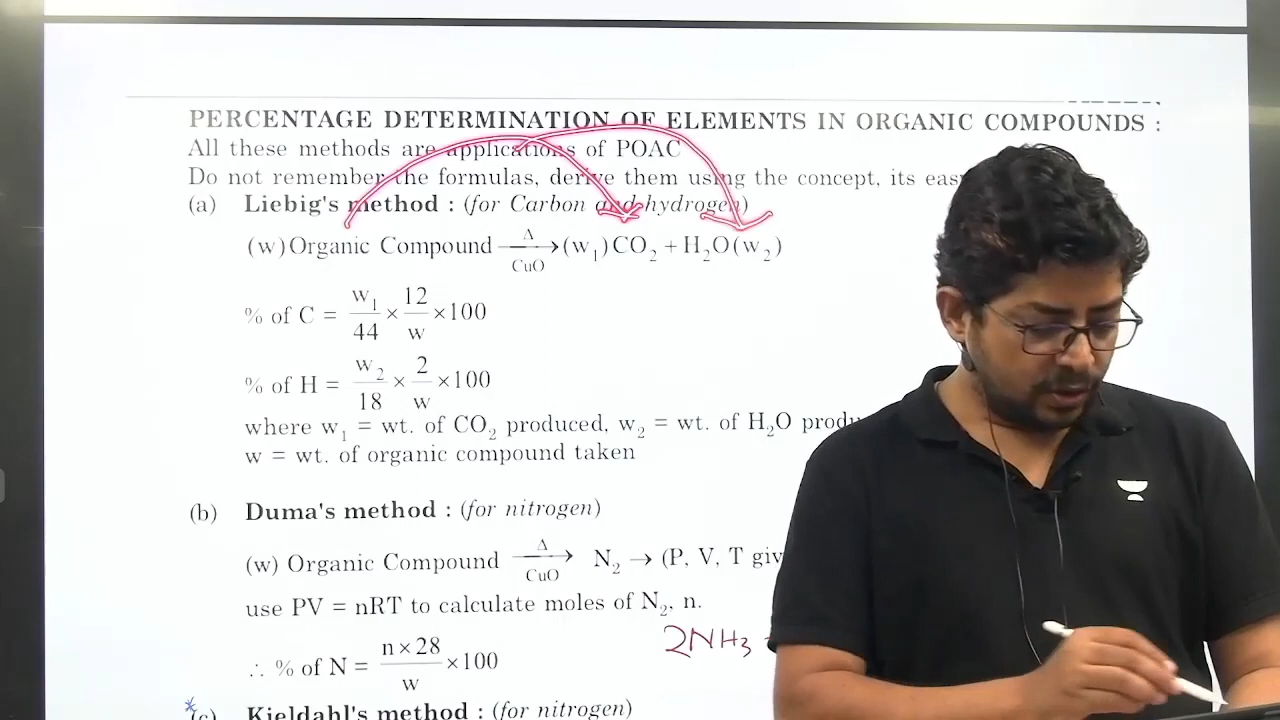 PERCENTAGE DETERMINATION OF ELEMENTS IN ORGANIC COMPOUNDS :
All these methods are applications of POAC
Do not remember the formulas, derive them using the concept, its
(a) Liebig's method : (for Carbon and hydrogen)
(w)Organic Compound —Δ/CuO→ (w₁)CO₂ + H₂O(w₂)
% of C = w₁/44 × 12/w ×100
% of H = w₂/18 × 2/w ×100
where w₁ = wt. of CO₂ produced, w₂ = wt. of H₂O
w = wt. of organic compound taken
(b) Duma's method : (for nitrogen)
(w) Organic Compound —Δ/CuO→ N₂ → (P, V, T
use PV = nRT to calculate moles of N₂, n.
2NH₃
∴ % of N = n × 28/w ×100
*
(c) Kjeldahl's method : (for nitrogen)